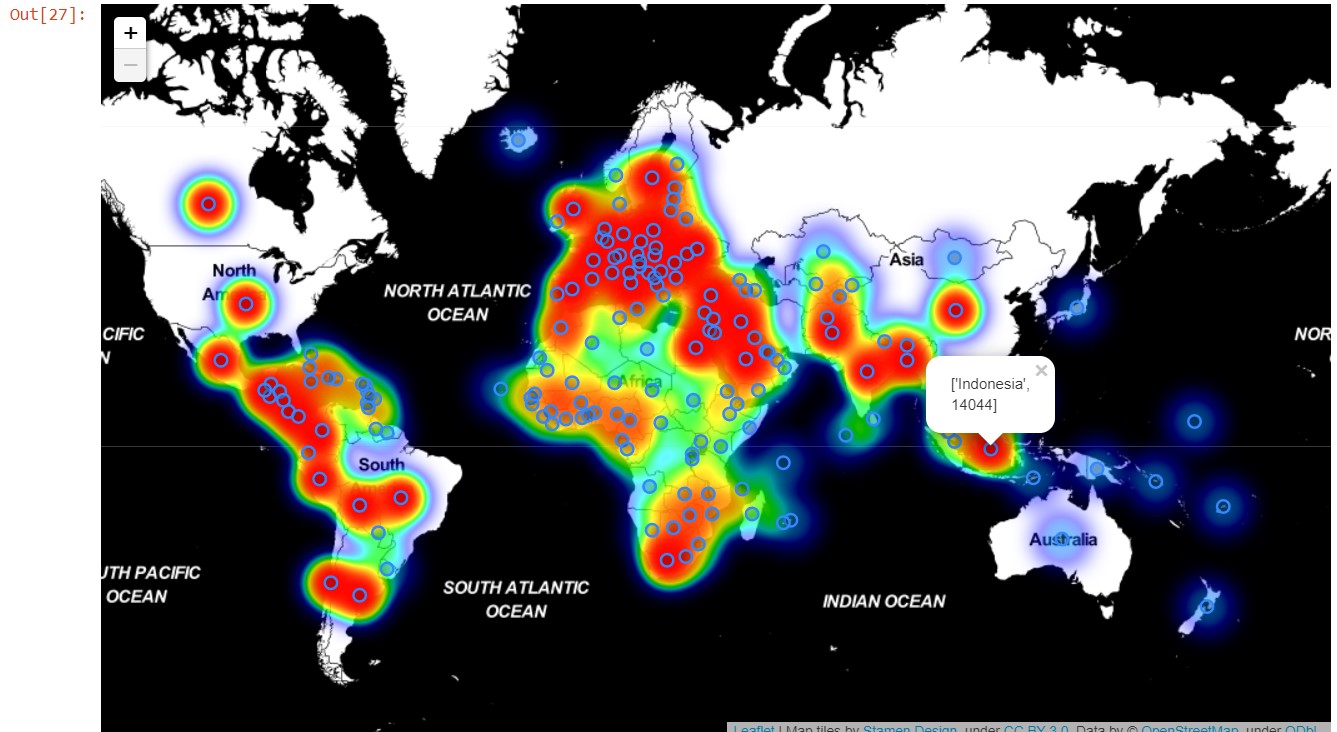 Out[27]:
+
−
North
America
Asia
NORTH ATLANTIC
OCEAN
CIFIC
N
NOR
Africa
×
['Indonesia',
14044]
South
Australia
UTH PACIFIC
OCEAN
SOUTH ATLANTIC
OCEAN
INDIAN OCEAN
Leaflet | Map tiles by Stamen Design, under CC BY 3.0. Data by © OpenStreetMap, under ODbL.